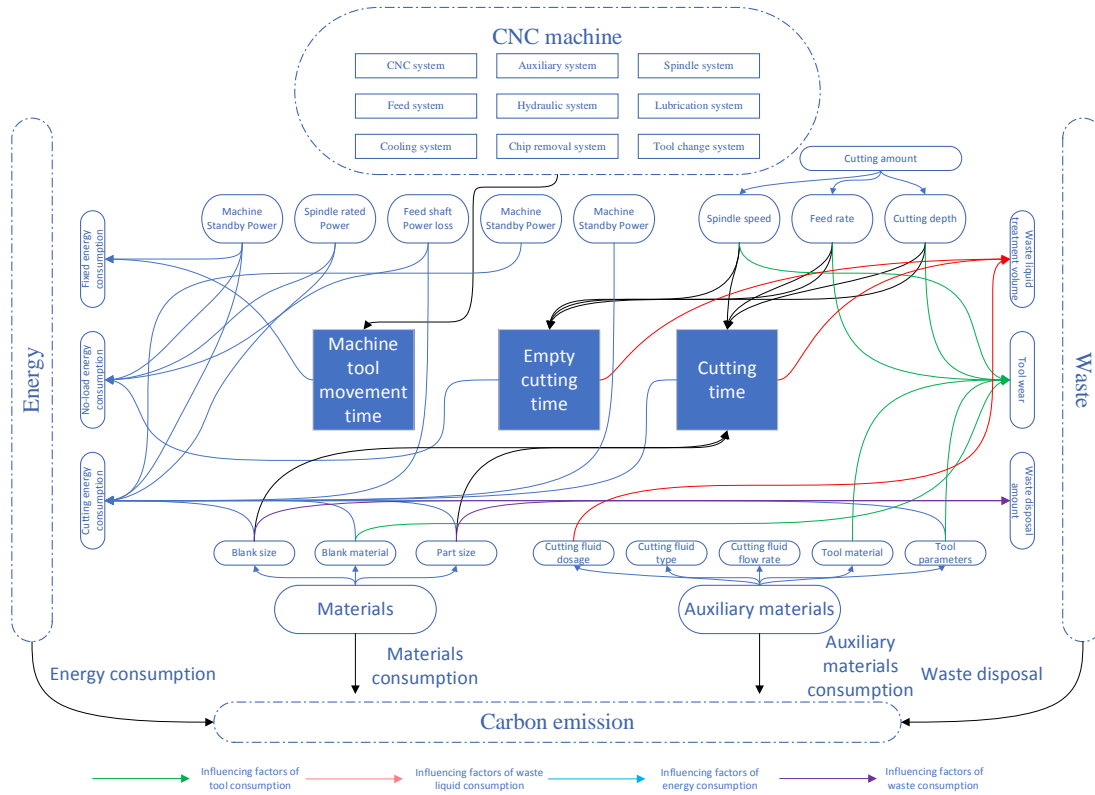 CNC machine
CNC system
Auxiliary system
Spindle system
Feed system
Hydraulic system
Lubrication system
Cooling system
Chip removal system
Tool change system
Cutting amount
Machine
Standby Power
Spindle rated
Power
Feed shaft
Power loss
Machine
Standby Power
Machine
Standby Power
Spindle speed
Feed rate
Cutting depth
Energy
Fixed energy
consumption
No-load energy
consumption
Cutting energy
consumption
Machine
tool
movement
time
Empty
cutting
time
Cutting
time
Waste liquid
treatment volume
Tool wear
Waste disposal
amount
Waste
Blank size
Blank material
Part size
Cutting fluid
dosage
Cutting fluid
type
Cutting fluid
flow rate
Tool material
Tool
parameters
Materials
Auxiliary materials
Energy consumption
Materials
consumption
Auxiliary
materials
consumption
Waste disposal
Carbon emission
Influencing factors of
tool consumption
Influencing factors of waste
liquid consumption
Influencing factors of
energy consumption
Influencing factors of
waste consumption